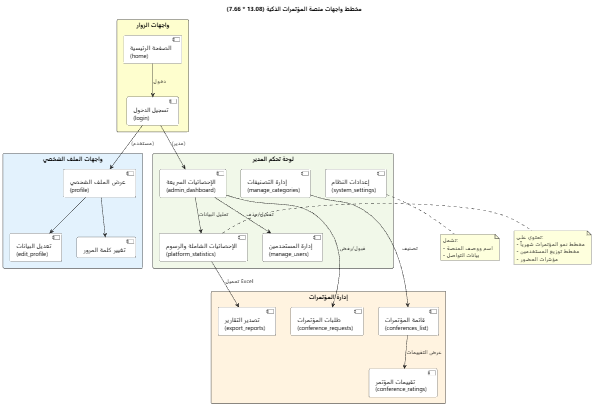 مخطط واجهات منصة المؤتمرات الذكية (13.08 * 7.66)
واجهات الزوار
الصفحة الرئيسية
(home)
دخول
تسجيل الدخول
(login)
(مستخدم)
(مدير)
واجهات الملف الشخصي
عرض الملف الشخصي
(profile)
تعديل البيانات
(edit_profile)
تغيير كلمة المرور
لوحة تحكم المدير
الإحصائيات السريعة
(admin_dashboard)
إدارة التصنيفات
(manage_categories)
إعدادات النظام
(system_settings)
تحليل البيانات
الإحصائيات الشاملة والرسوم
(platform_statistics)
إدارة المستخدمين
(manage_users)
قبول/رفض
تصنيف
تشمل:
- اسم ووصف المنصة
- بيانات التواصل
تحتوي على:
- مخطط نمو المؤتمرات شهرياً
- مخطط توزيع المستخدمين
- مؤشرات الحضور
تحميل Excel
إدارة المؤتمرات
تصدير التقارير
(export_reports)
طلبات المؤتمرات
(conference_requests)
قائمة المؤتمرات
(conferences_list)
عرض التقييمات
تقييمات المؤتمر
(conference_ratings)